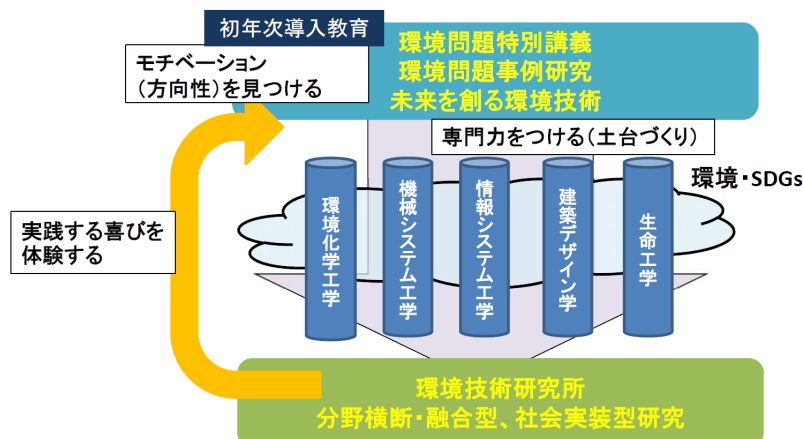 初年次導入教育
モチベーション
（方向性）を見つける
環境問題特別講義
環境問題事例研究
未来を創る環境技術
専門力をつける（土台づくり）
環境・SDGs
環境化学工学
機械システム工学
情報システム工学
建築デザイン学
生命工学
実践する喜びを
体験する
環境技術研究所
分野横断・融合型、社会実装型研究